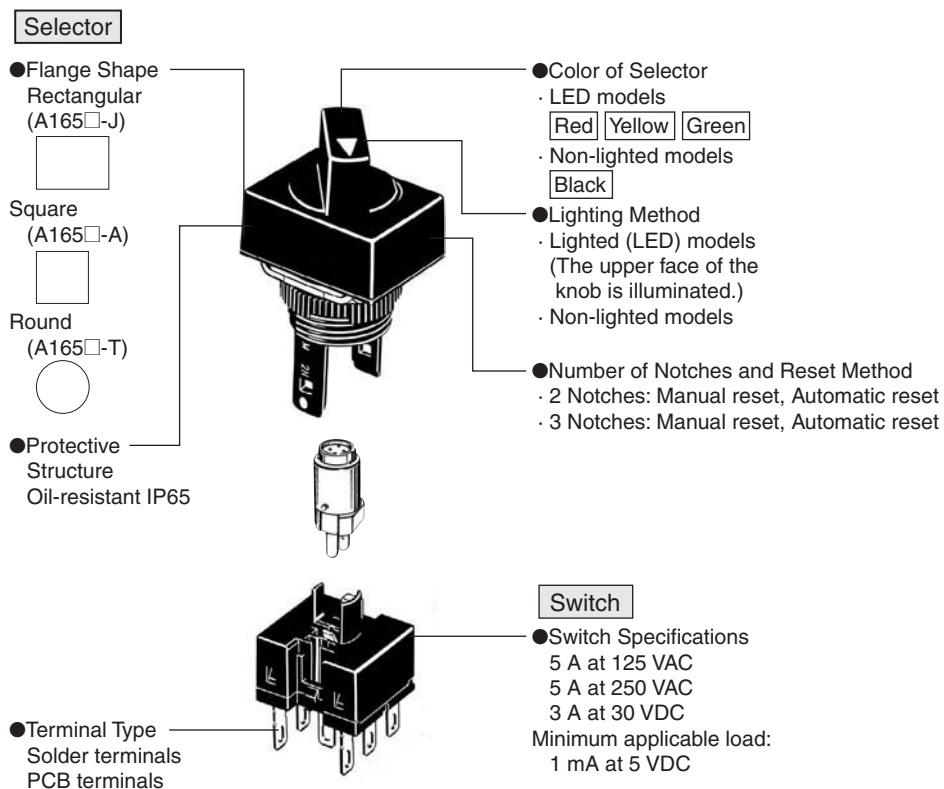 Selector
●Flange Shape
Rectangular
(A165□-J)
Square
(A165□-A)
Round
(A165□-T)
●Protective
Structure
Oil-resistant IP65
●Terminal Type
Solder terminals
PCB terminals
●Color of Selector
· LED models
Red Yellow Green
· Non-lighted models
Black
●Lighting Method
· Lighted (LED) models
(The upper face of the
knob is illuminated.)
· Non-lighted models
●Number of Notches and Reset Method
· 2 Notches: Manual reset, Automatic reset
· 3 Notches: Manual reset, Automatic reset
Switch
●Switch Specifications
5 A at 125 VAC
5 A at 250 VAC
3 A at 30 VDC
Minimum applicable load:
1 mA at 5 VDC